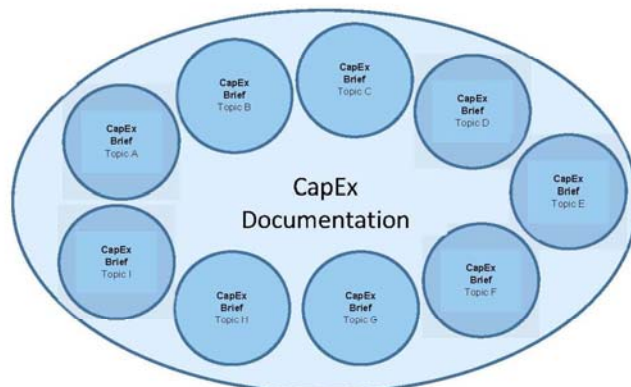 CapEx
Brief
Topic A
CapEx
Brief
Topic B
CapEx
Brief
Topic C
CapEx
Brief
Topic D
CapEx
Brief
Topic E
CapEx
Documentation
CapEx
Brief
Topic I
CapEx
Brief
Topic H
CapEx
Brief
Topic G
CapEx
Brief
Topic F